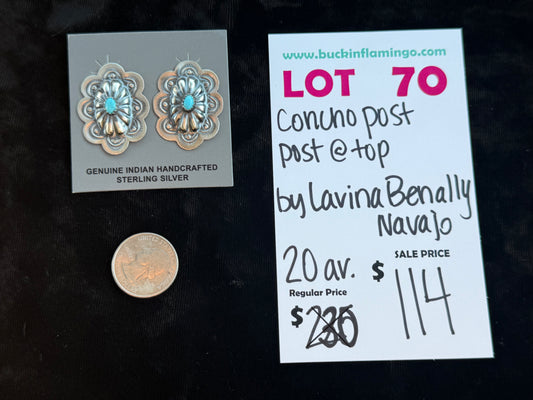 GENUINE INDIAN HANDCRAFTED
STERLING SILVER
www.buckinflamingo.com
LOT 70
Concho post
post @ top
by Lavina Benally
Navajo
20 av.
SALE PRICE
$ 114
Regular Price
$